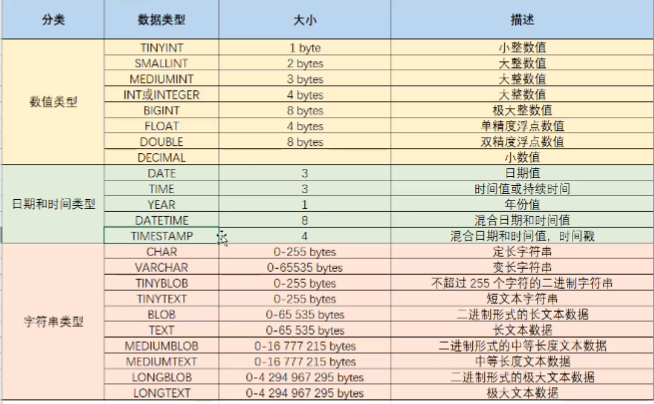 分类 数据类型 大小 描述
数值类型
TINYINT 1 byte 小整数值
SMALLINT 2 bytes 大整数值
MEDIUMINT 3 bytes 大整数值
INT或INTEGER 4 bytes 大整数值
BIGINT 8 bytes 极大整数值
FLOAT 4 bytes 单精度浮点数值
DOUBLE 8 bytes 双精度浮点数值
DECIMAL 小数值
日期和时间类型
DATE 3 日期值
TIME 3 时间值或持续时间
YEAR 1 年份值
DATETIME 8 混合日期和时间值
TIMESTAMP 4 混合日期和时间值，时间戳
字符串类型
CHAR 0-255 bytes 定长字符串
VARCHAR 0-65535 bytes 变长字符串
TINYBLOB 0-255 bytes 不超过 255 个字符的二进制字符串
TINYTEXT 0-255 bytes 短文本字符串
BLOB 0-65 535 bytes 二进制形式的长文本数据
TEXT 0-65 535 bytes 长文本数据
MEDIUMBLOB 0-16 777 215 bytes 二进制形式的中等长度文本数据
MEDIUMTEXT 0-16 777 215 bytes 中等长度文本数据
LONGBLOB 0-4 294 967 295 bytes 二进制形式的极大文本数据
LONGTEXT 0-4 294 967 295 bytes 极大文本数据